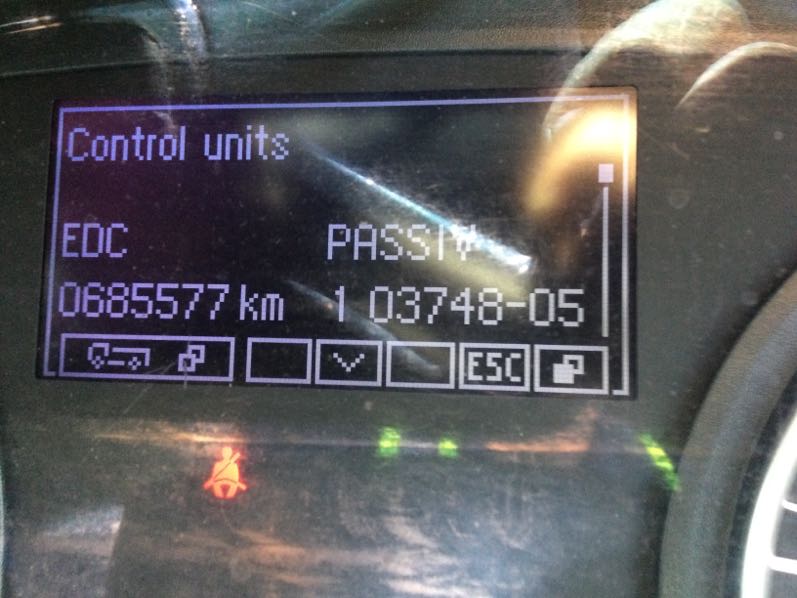 Control units
EDC PASSIV
0685577 km 1 03748-05
ESC